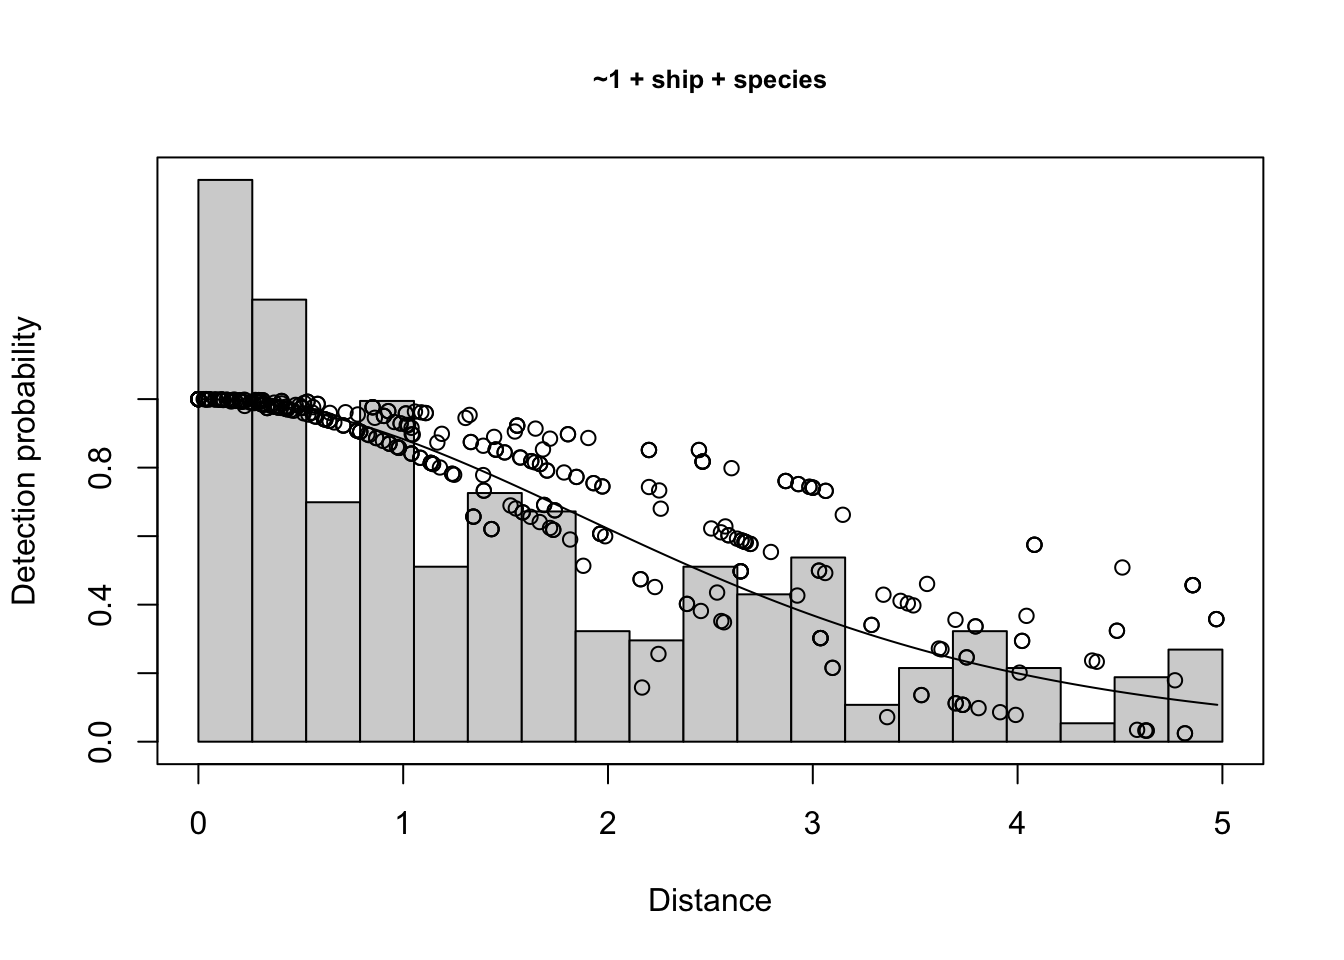 ~1 + ship + species
Detection probability
0.8
0.4
0.0
0 1 2 3 4 5
Distance